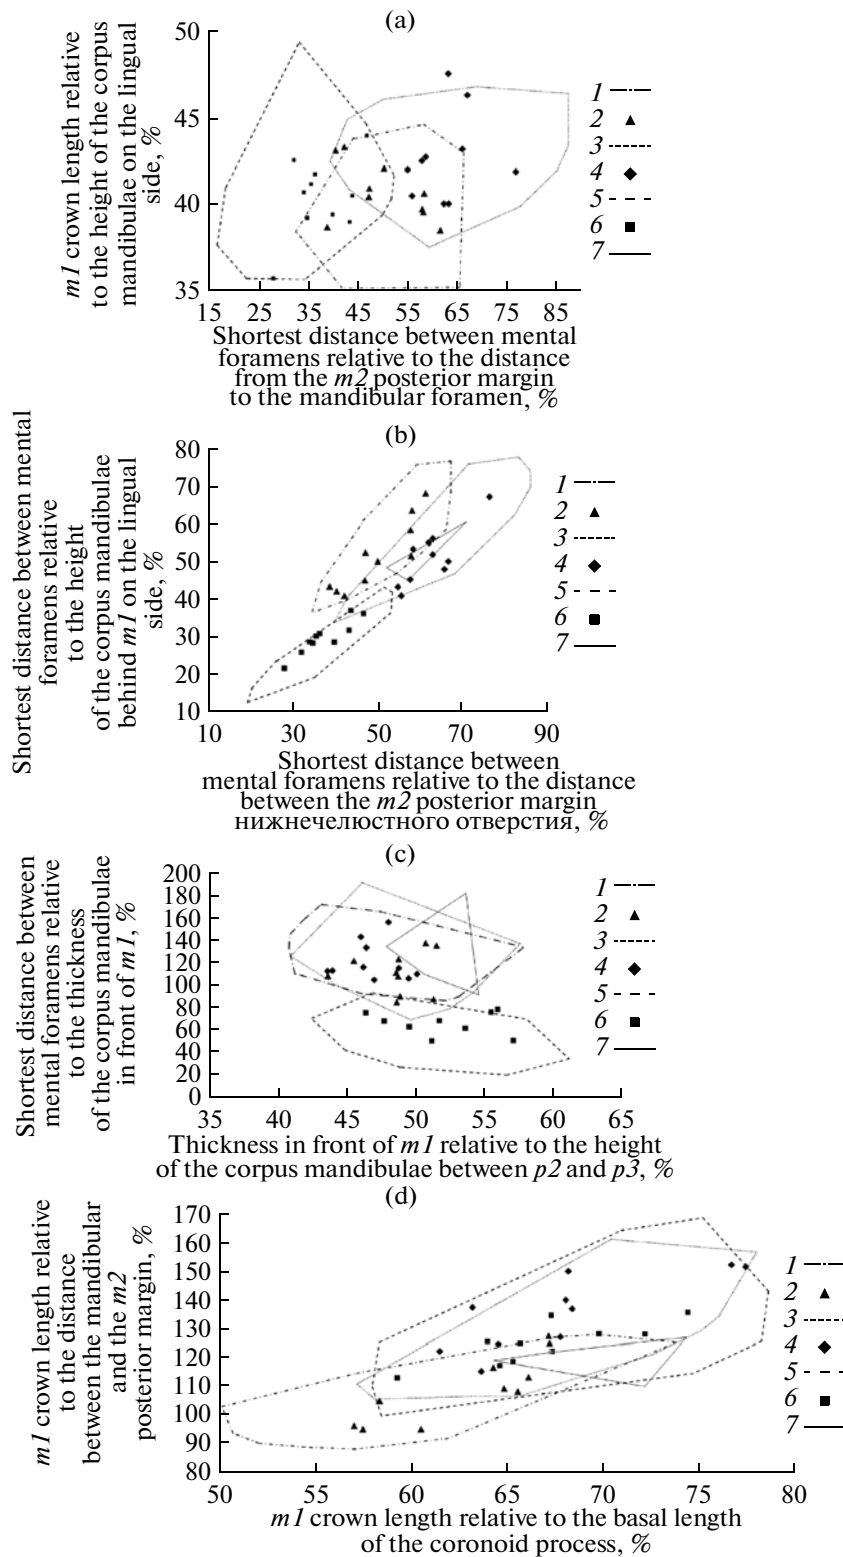 (a)
m1 crown length relative
to the height of the corpus
mandibulae on the lingual
side, %
50
45
40
35
15 25 35 45 55 65 75 85
Shortest distance between mental
foramens relative to the distance
from the m2 posterior margin
to the mandibular foramen, %
1
2
3
4
5
6
7
(b)
Shortest distance between mental
foramens relative
to the height
of the corpus mandibulae
behind m1 on the lingual
side, %
80
70
60
50
40
30
20
10
10 30 50 70 90
Shortest distance between
mental foramens relative to the distance
between the m2 posterior margin
нижнечелюстного отверстия, %
1
2
3
4
5
6
7
(c)
Shortest distance between
mental foramens relative
to the thickness
of the corpus mandibulae
in front of m1, %
200
180
160
140
120
100
80
60
40
20
0
35 40 45 50 55 60 65
Thickness in front of m1 relative to the height
of the corpus mandibulae between p2 and p3, %
1
2
3
4
5
6
7
(d)
m1 crown length relative
to the distance
between the mandibular
and the m2
posterior margin, %
170
160
150
140
130
120
110
100
90
80
50 55 60 65 70 75 80
m1 crown length relative to the basal length
of the coronoid process, %
1
2
3
4
5
6
7